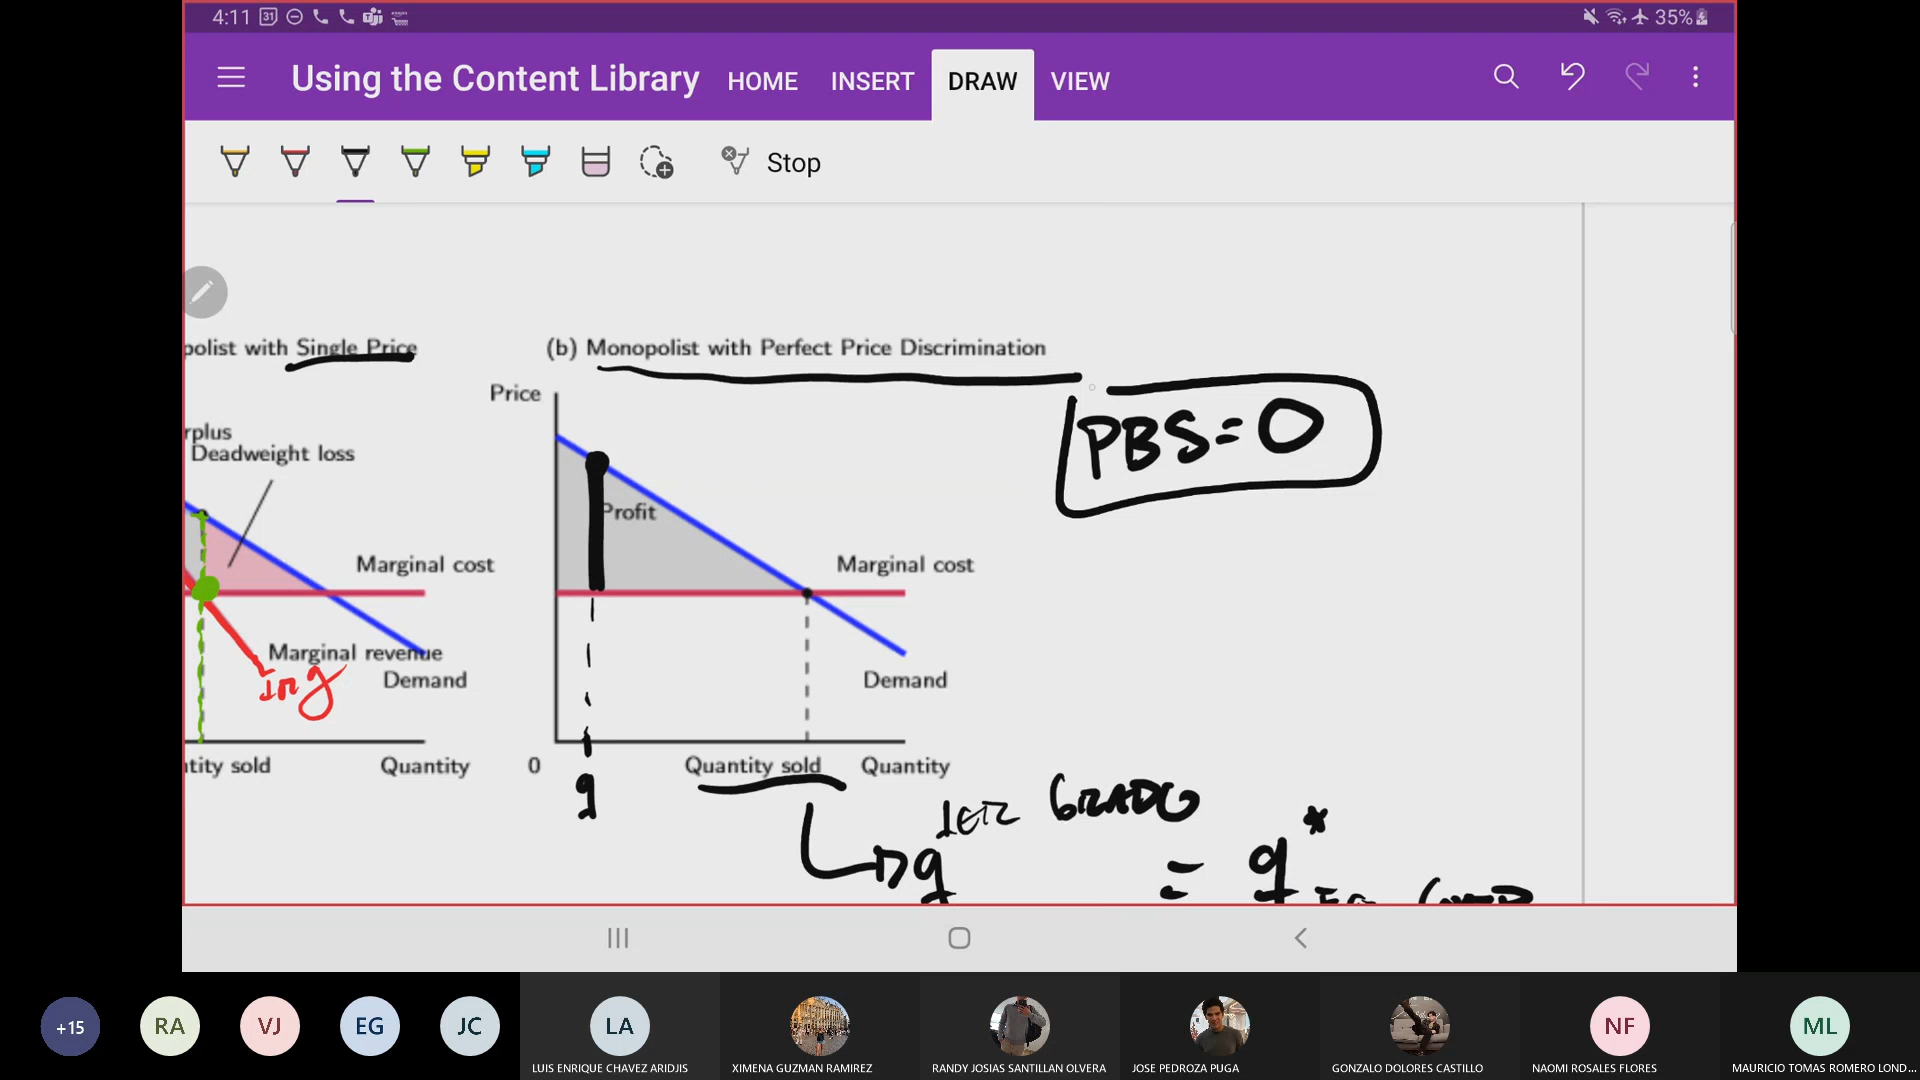 4:11 31 35%
Using the Content Library HOME INSERT DRAW VIEW
Stop
polist with Single Price
(b) Monopolist with Perfect Price Discrimination
Price
PBS=0
rplus
Deadweight loss
Profit
Marginal cost
Marginal cost
Marginal revenue
Img
Demand
Demand
ntity sold
Quantity
0
Quantity sold
Quantity
q
1ER GRADO
q = q*
+15
RA
VJ
EG
JC
LA
NF
ML
LUIS ENRIQUE CHAVEZ ARIDJIS
XIMENA GUZMAN RAMIREZ
RANDY JOSIAS SANTILLAN OLVERA
JOSE PEDROZA PUGA
GONZALO DOLORES CASTILLO
NAOMI ROSALES FLORES
MAURICIO TOMAS ROMERO LOND...